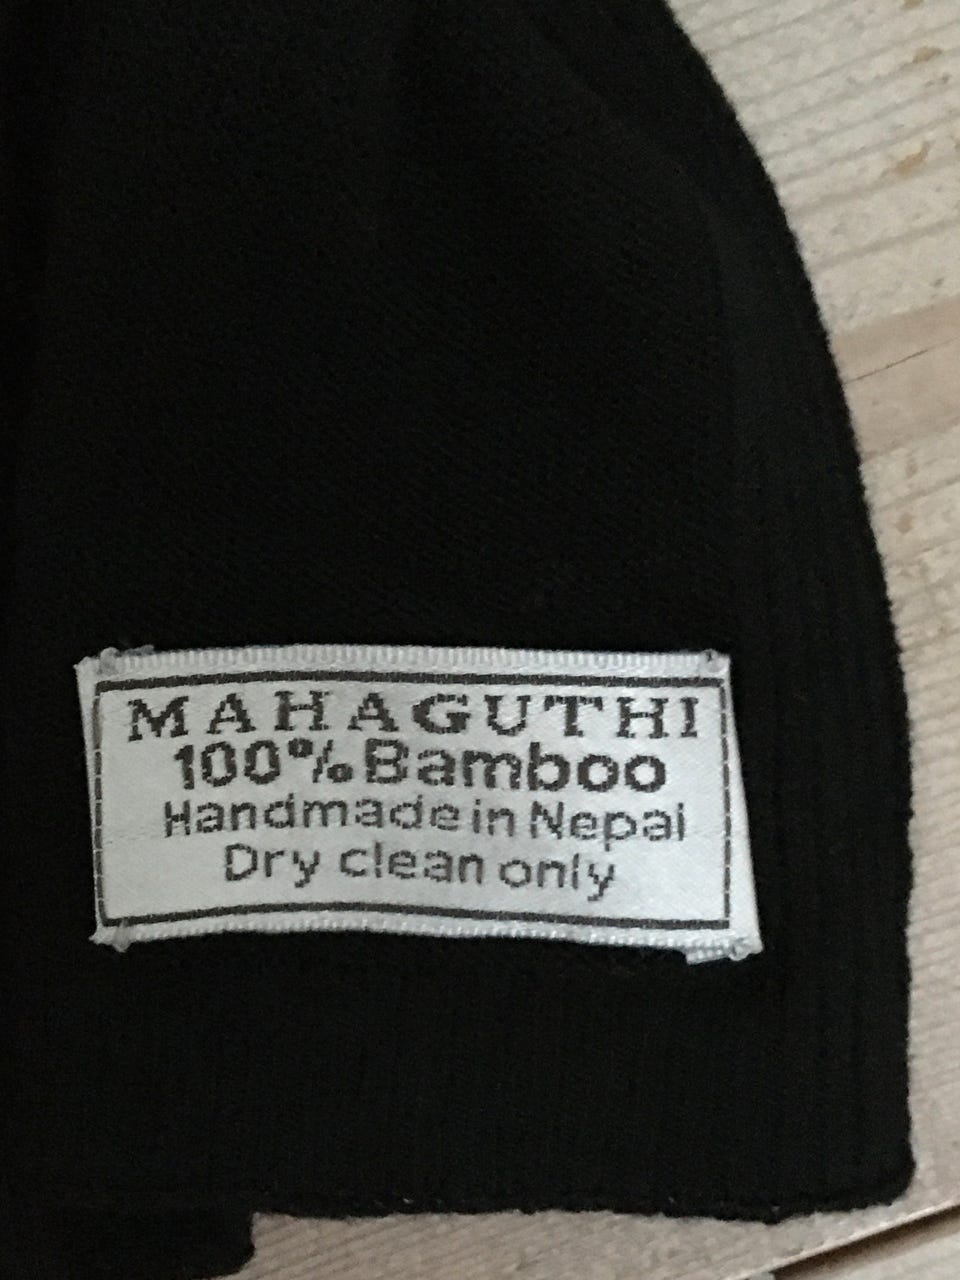 MAHAGUTHI
100% Bamboo
Handmade in Nepal
Dry clean only